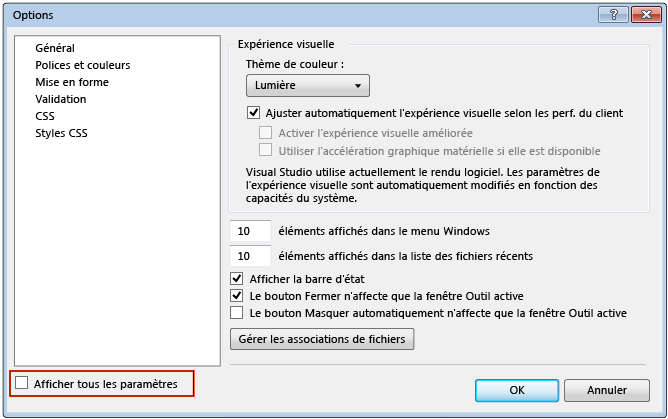 Options
Général
Polices et couleurs
Mise en forme
Validation
CSS
Styles CSS
Expérience visuelle
Thème de couleur :
Lumière
Ajuster automatiquement l'expérience visuelle selon les perf. du client
Activer l'expérience visuelle améliorée
Utiliser l'accélération graphique matérielle si elle est disponible
Visual Studio utilise actuellement le rendu logiciel. Les paramètres de
l'expérience visuelle sont automatiquement modifiés en fonction des
capacités du système.
10 éléments affichés dans le menu Windows
10 éléments affichés dans la liste des fichiers récents
Afficher la barre d'état
Le bouton Fermer n'affecte que la fenêtre Outil active
Le bouton Masquer automatiquement n'affecte que la fenêtre Outil active
Gérer les associations de fichiers
Afficher tous les paramètres
OK
Annuler